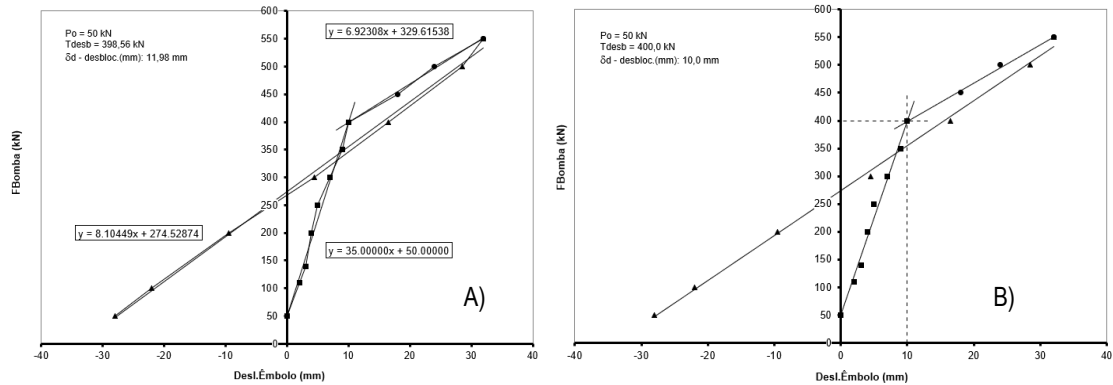 Po = 50 kN
Tdesb = 398,56 kN
δd - desbloc.(mm): 11,98 mm
y = 6.92308x + 329.61538
y = 8.10449x + 274.52874
y = 35.00000x + 50.00000
A)
FBomba (kN)
600
550
500
450
400
350
300
250
200
150
100
50
0
-40 -30 -20 -10 0 10 20 30 40
Desl.Êmbolo (mm)
Po = 50 kN
Tdesb = 400,0 kN
δd - desbloc.(mm): 10,0 mm
B)
FBomba (kN)
600
550
500
450
400
350
300
250
200
150
100
50
0
-40 -30 -20 -10 0 10 20 30 40
Desl.Êmbolo (mm)